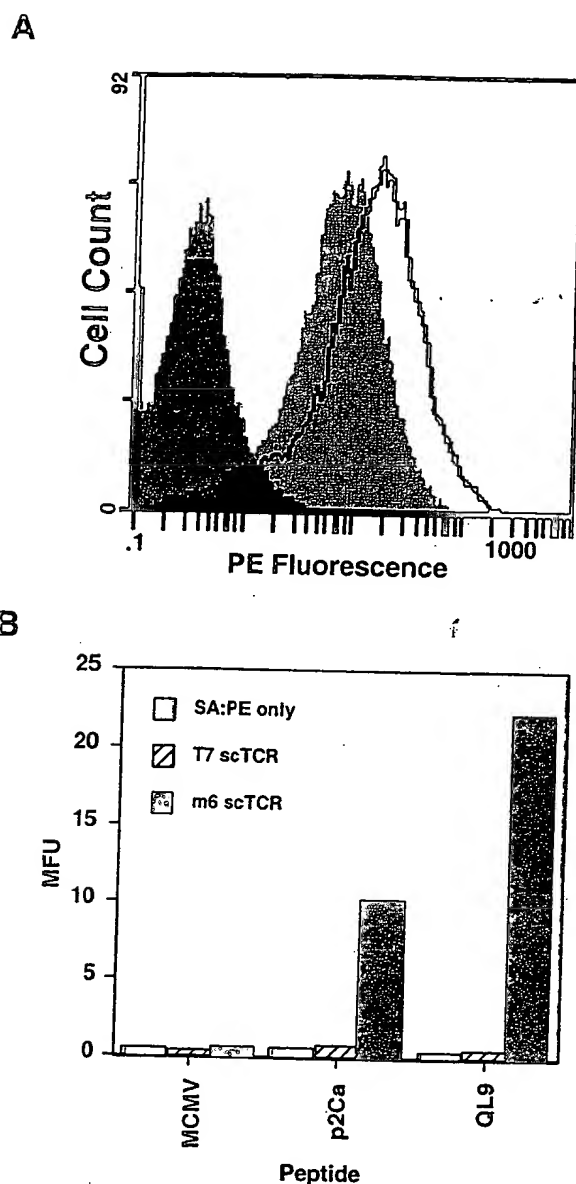 A
92
Cell Count
0
.1
1000
PE Fluorescence
B
25
20
15
10
5
0
MFU
SA:PE only
T7 scTCR
m6 scTCR
MCMV
p2Ca
QL9
Peptide